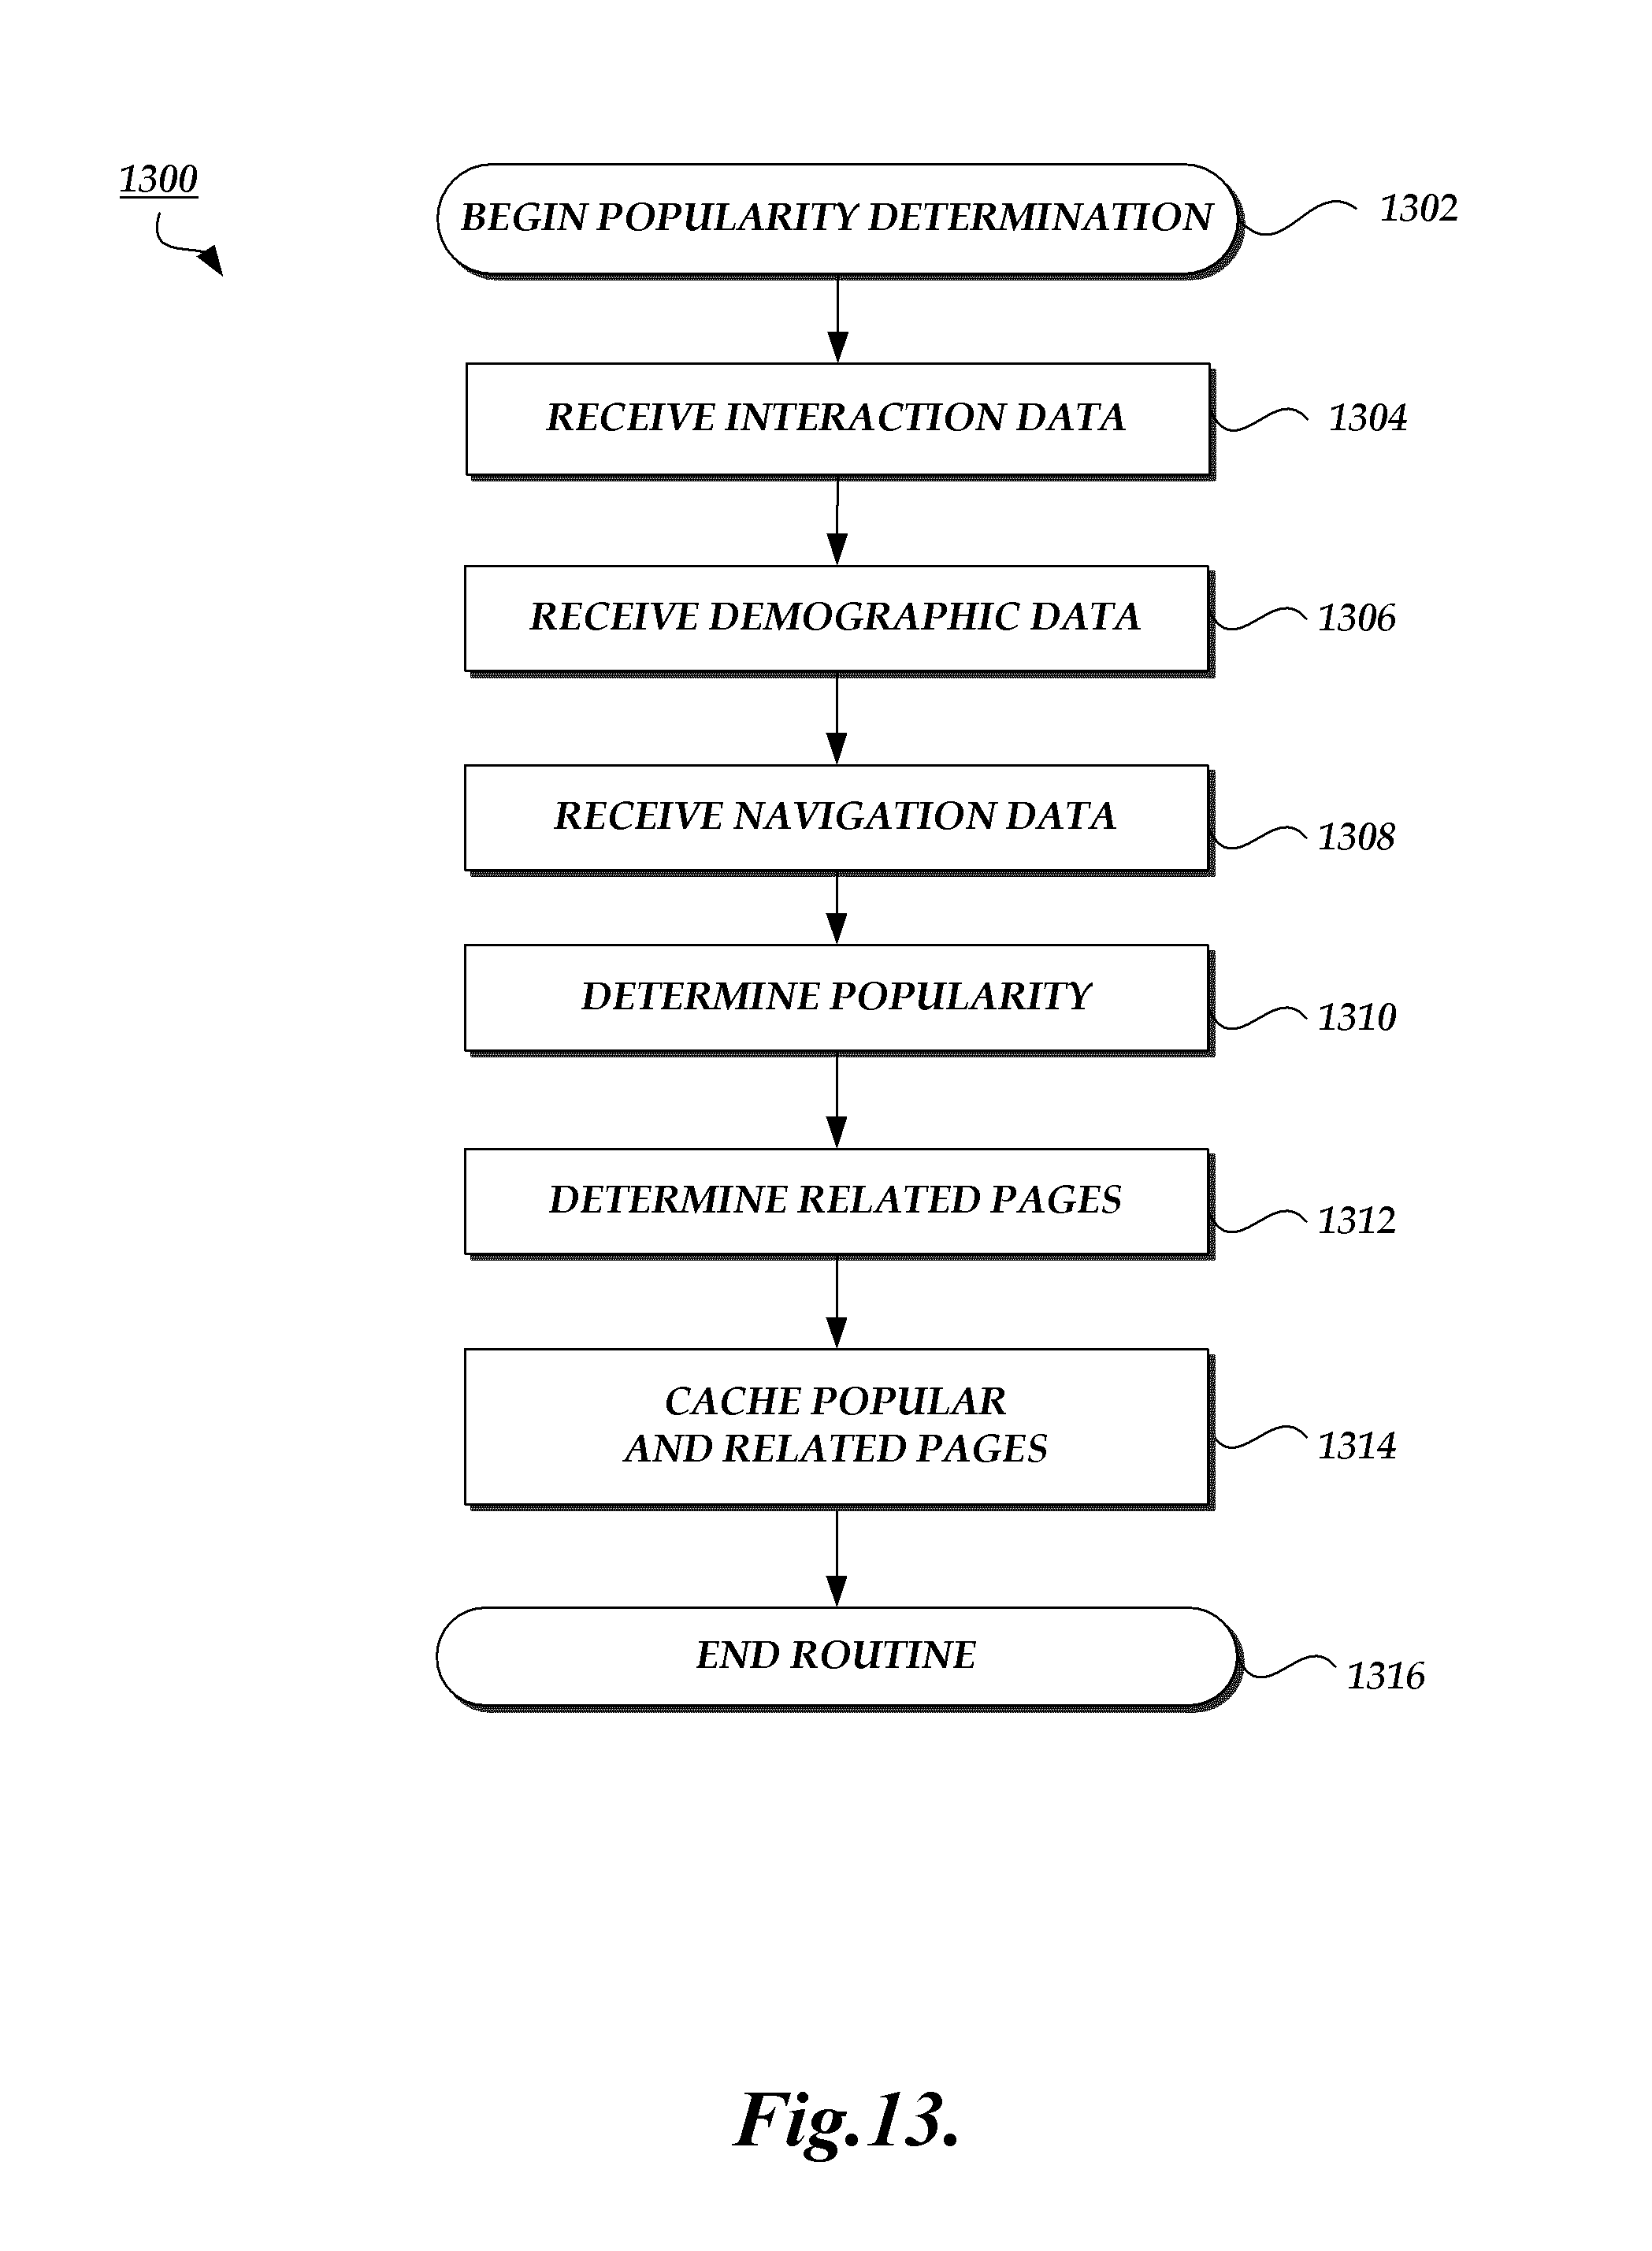 1300
BEGIN POPULARITY DETERMINATION
1302
RECEIVE INTERACTION DATA
1304
RECEIVE DEMOGRAPHIC DATA
1306
RECEIVE NAVIGATION DATA
1308
DETERMINE POPULARITY
1310
DETERMINE RELATED PAGES
1312
CACHE POPULAR
AND RELATED PAGES
1314
END ROUTINE
1316
Fig.13.